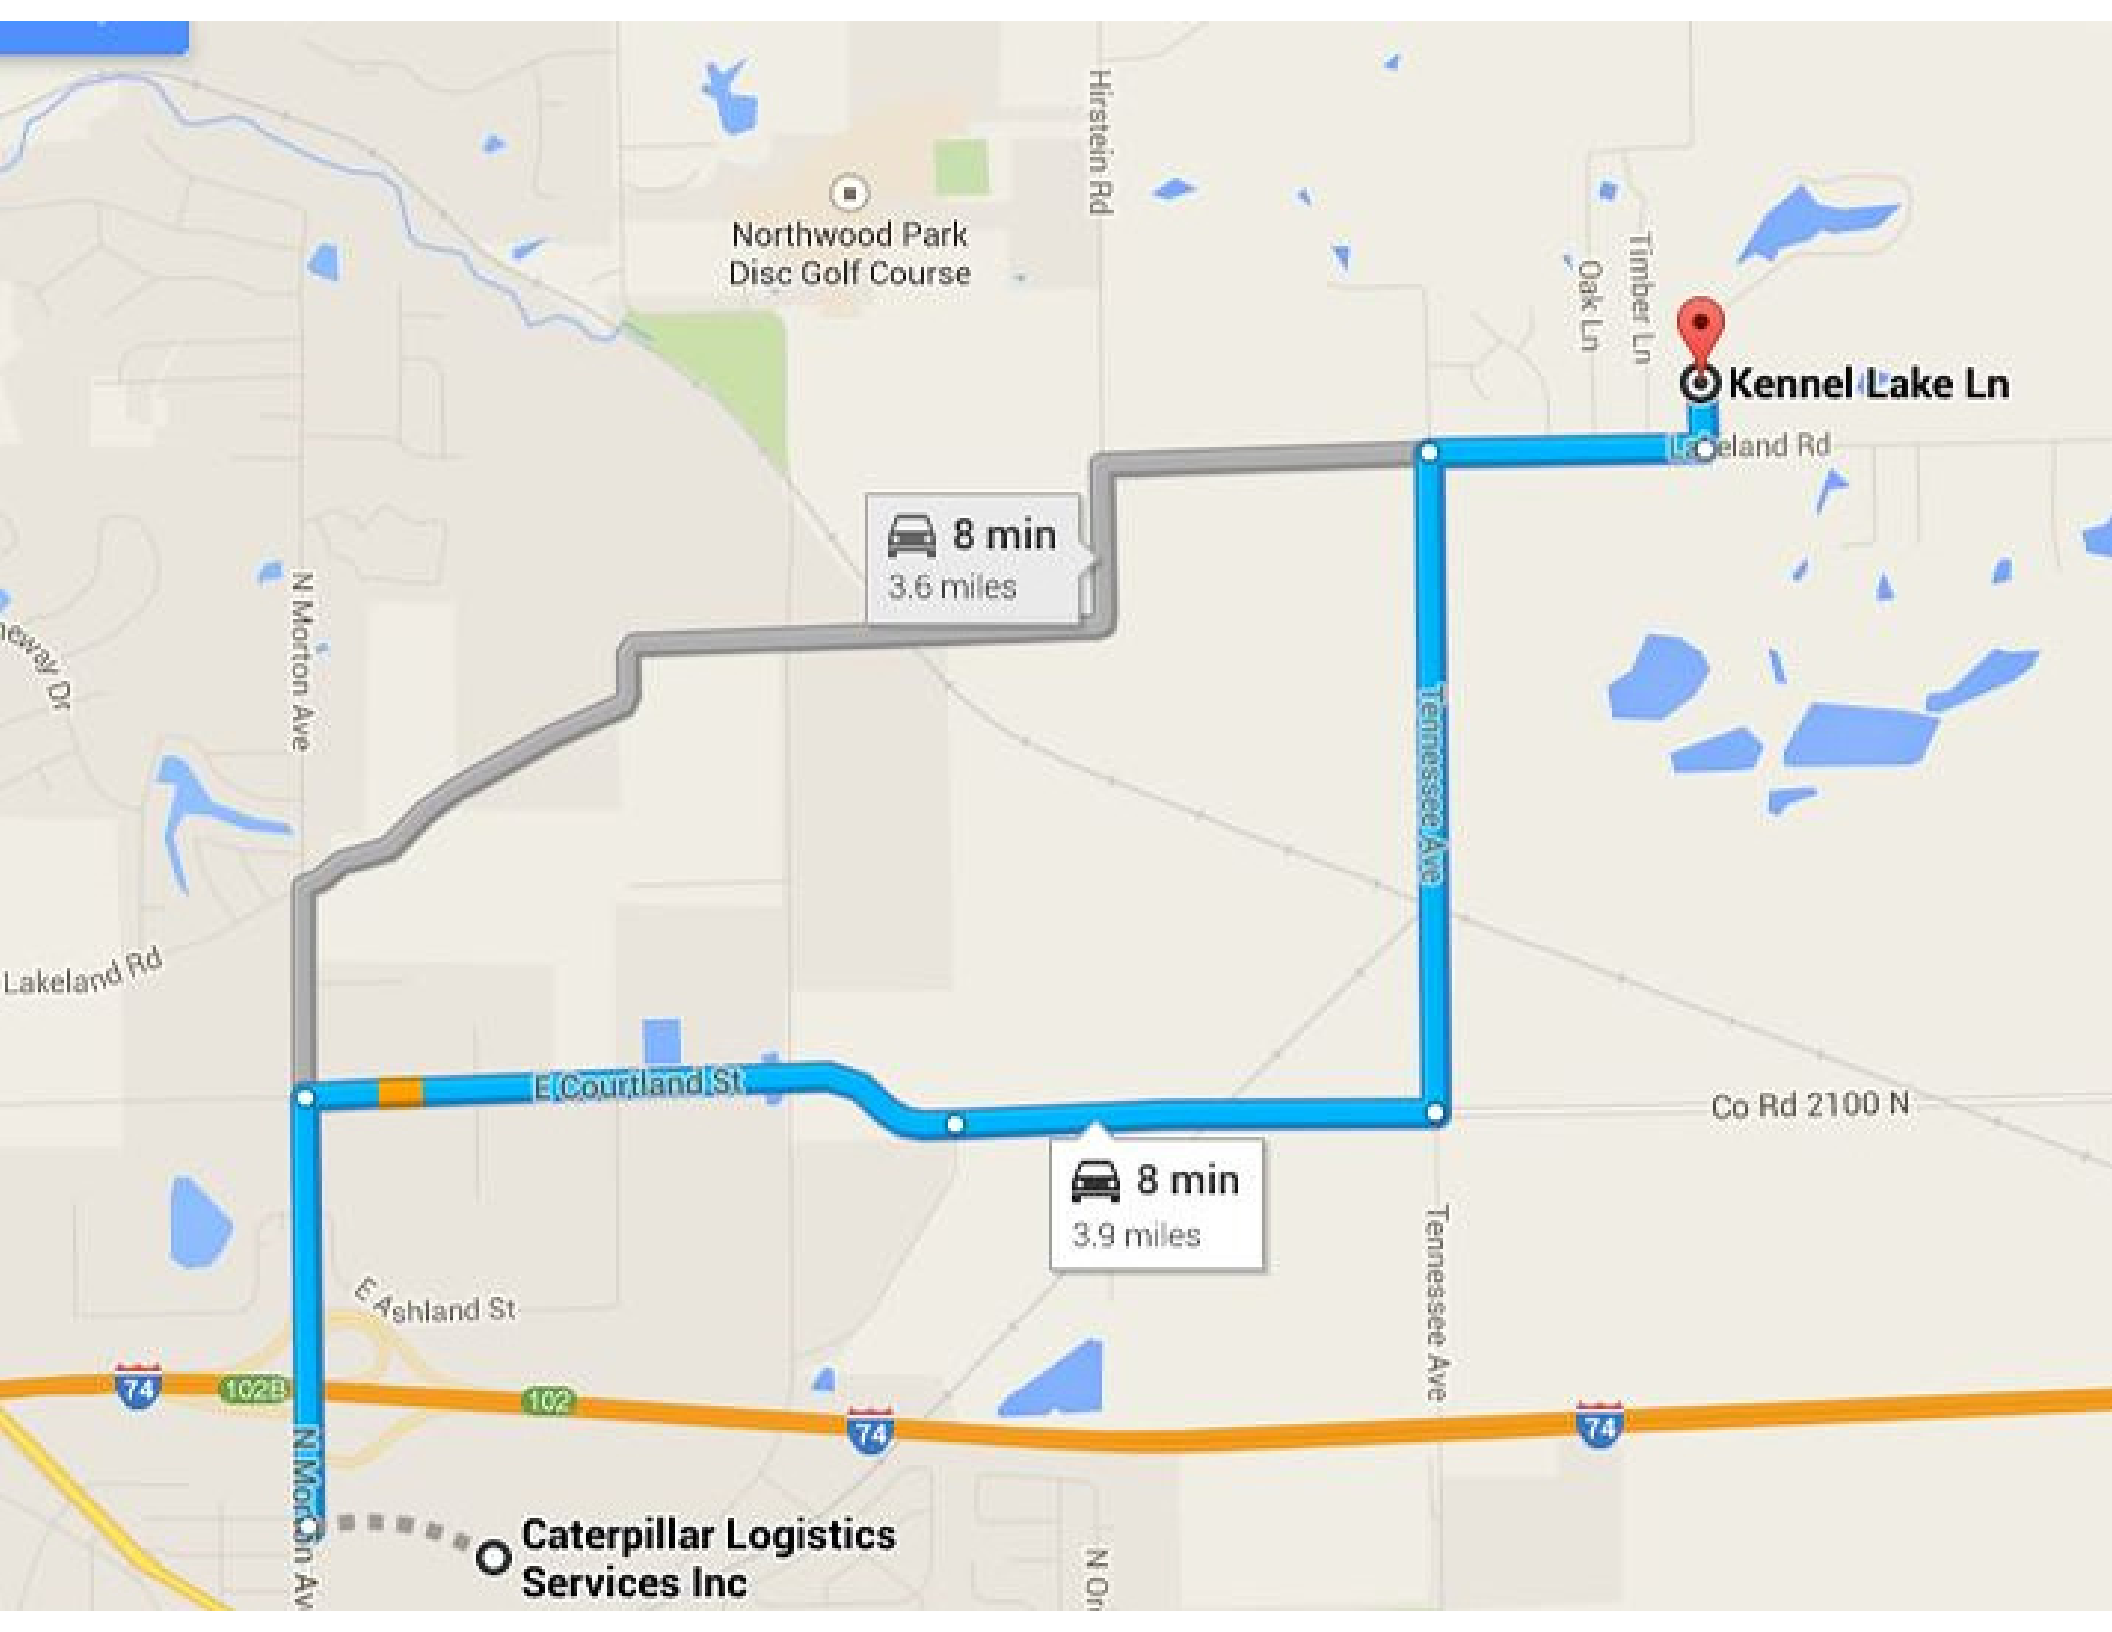 Hirstein Rd
Northwood Park
Disc Golf Course
Timber Ln
Oak Ln
Kennel Lake Ln
Lakeland Rd
8 min
3.6 miles
N Morton Ave
Tennessee Ave
Lakeland Rd
E Courtland St
Co Rd 2100 N
8 min
3.9 miles
Tennessee Ave
E Ashland St
74
102B
102
74
74
N Morton Av
Caterpillar Logistics
Services Inc